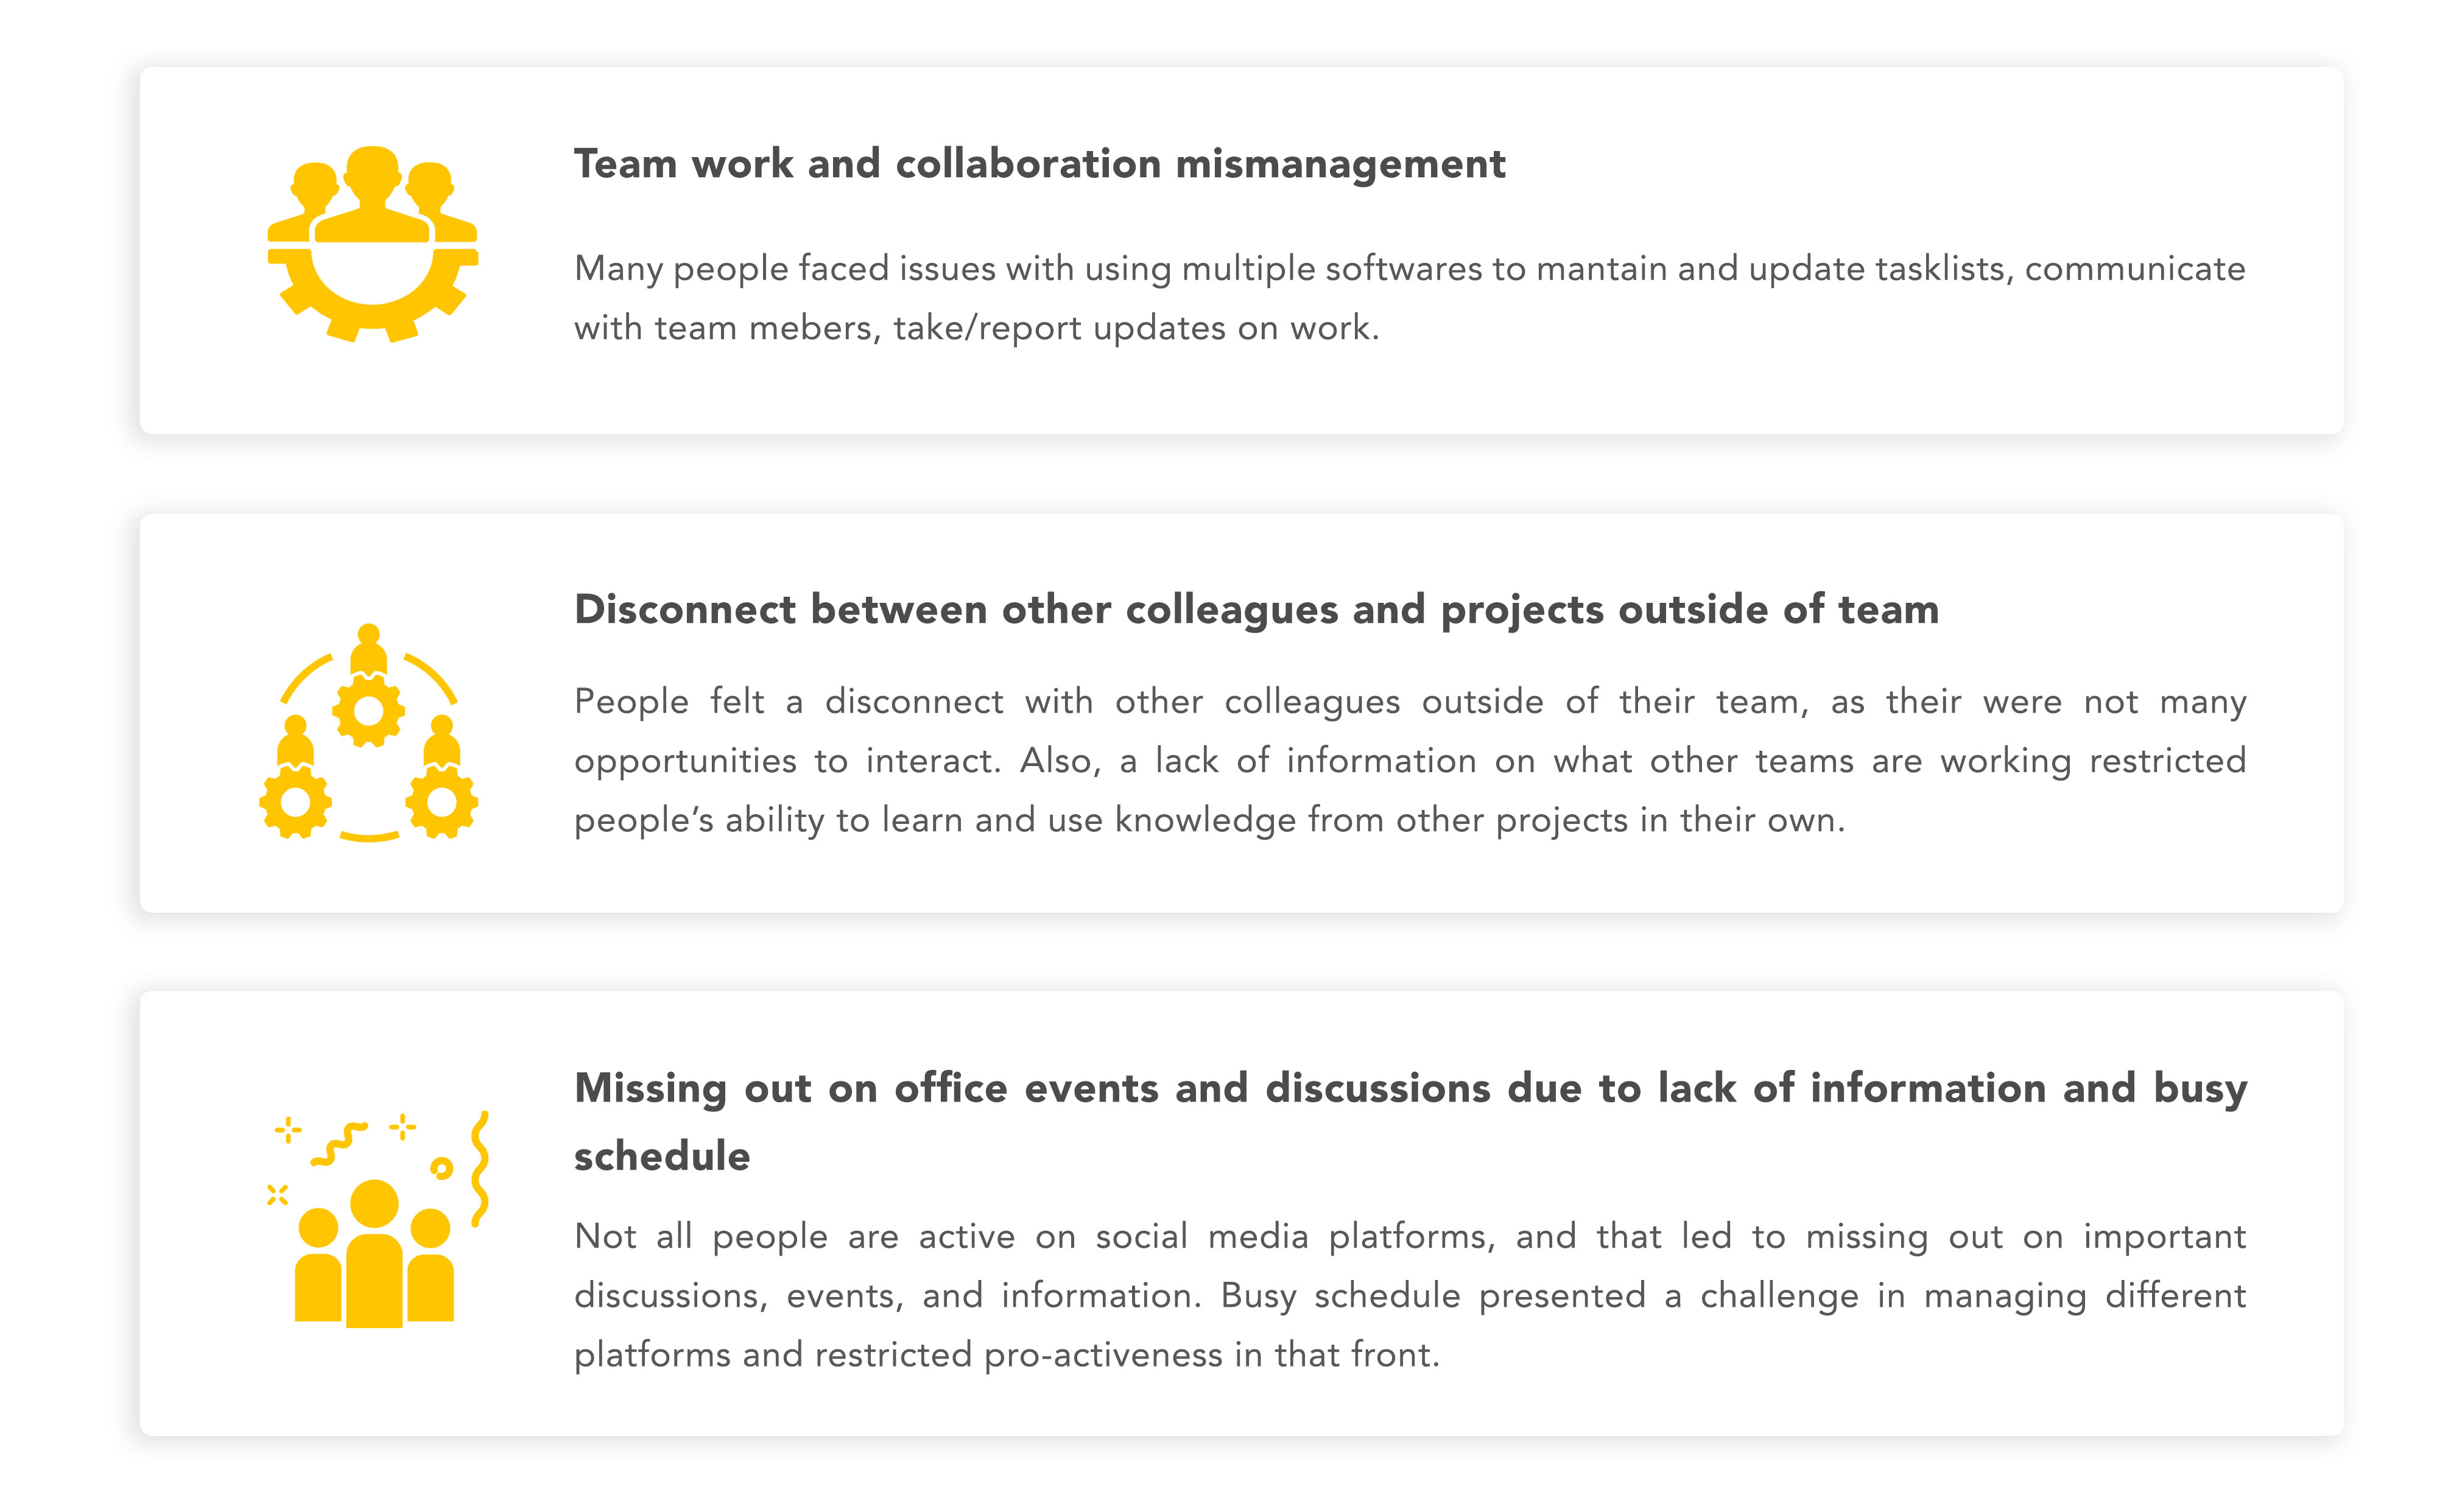 Team work and collaboration mismanagement
Many people faced issues with using multiple softwares to mantain and update tasklists, communicate
with team mebers, take/report updates on work.
Disconnect between other colleagues and projects outside of team
People felt a disconnect with other colleagues outside of their team, as their were not many
opportunities to interact. Also, a lack of information on what other teams are working restricted
people’s ability to learn and use knowledge from other projects in their own.
Missing out on office events and discussions due to lack of information and busy
schedule
Not all people are active on social media platforms, and that led to missing out on important
discussions, events, and information. Busy schedule presented a challenge in managing different
platforms and restricted pro-activeness in that front.